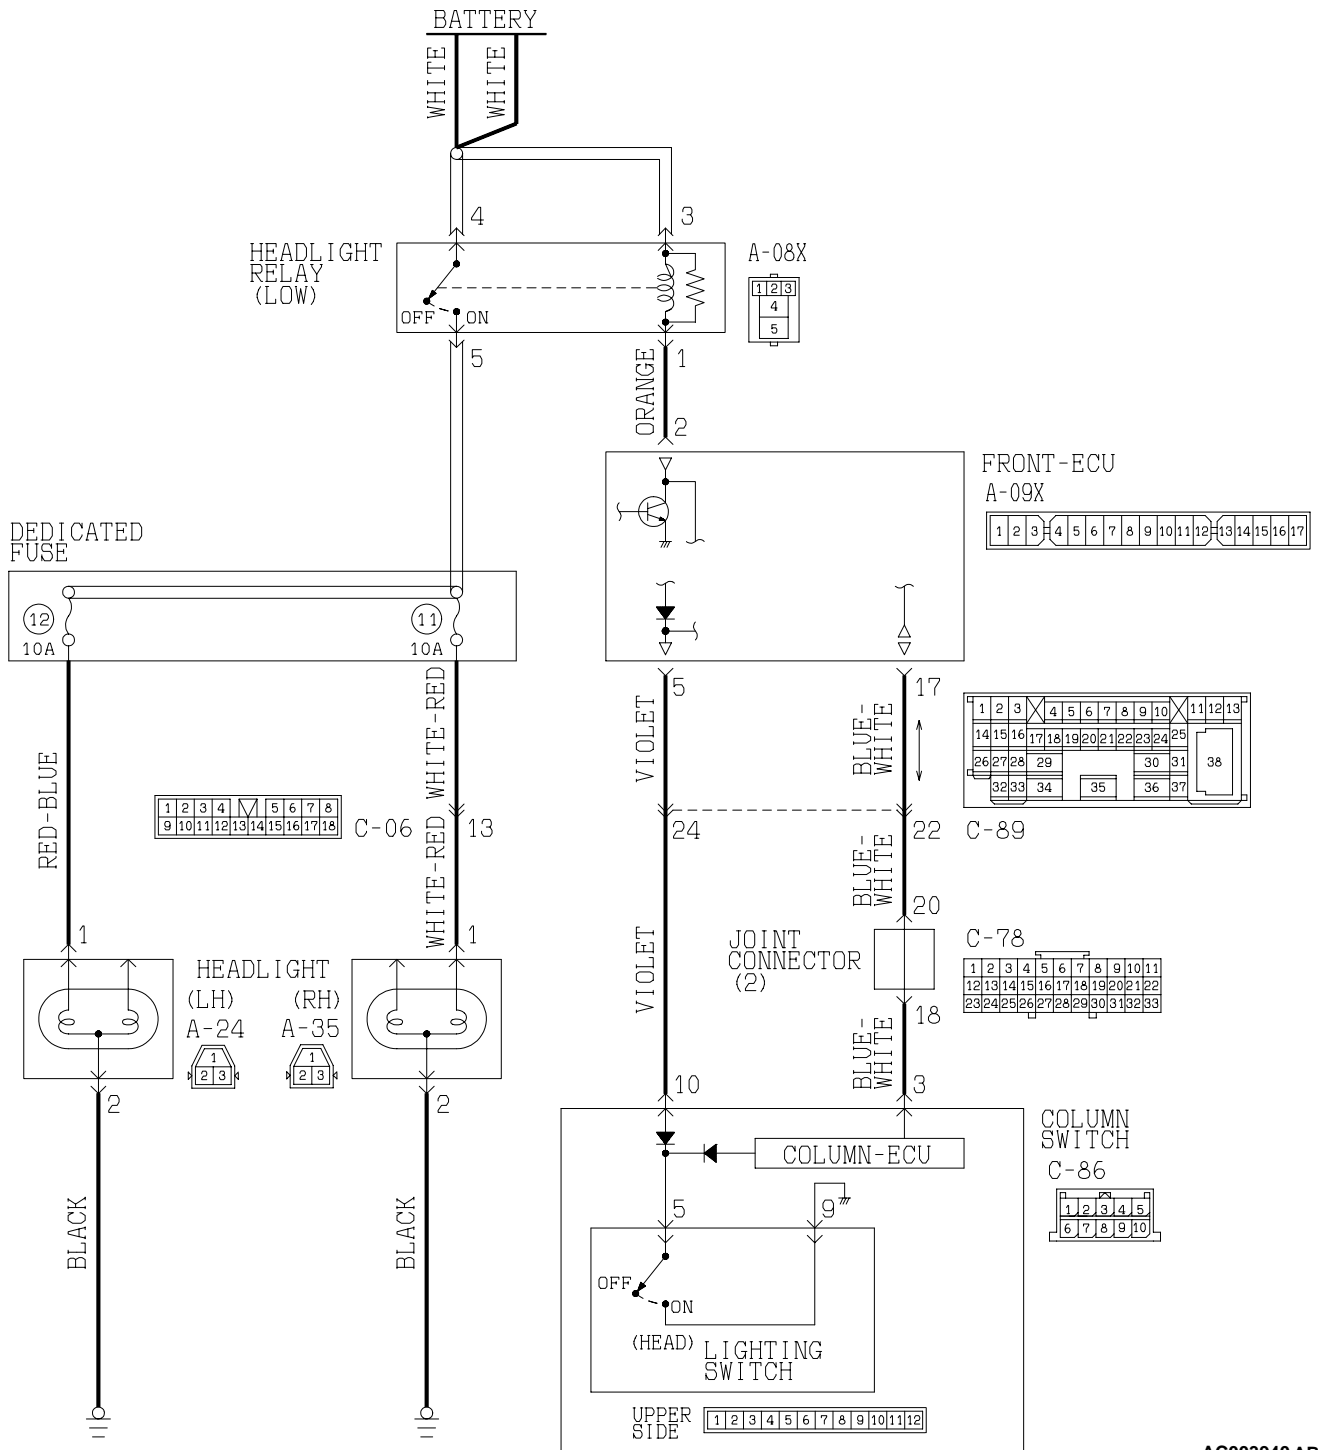 BATTERY
WHITE
WHITE
4
3
HEADLIGHT
RELAY
(LOW)
OFF
ON
A-08X
1 2 3
4
5
5
1
ORANGE
2
FRONT-ECU
A-09X
1 2 3 4 5 6 7 8 9 10 11 12 13 14 15 16 17
DEDICATED
FUSE
12
10A
11
10A
5
17
RED-BLUE
WHITE-RED
VIOLET
BLUE-
WHITE
1 2 3 4 5 6 7 8 9 10 11 12 13
14 15 16 17 18 19 20 21 22 23 24 25
26 27 28 29 30 31 38
32 33 34 35 36 37
C-89
1 2 3 4 5 6 7 8
9 10 11 12 13 14 15 16 17 18
C-06
13
24
22
WHITE-RED
VIOLET
BLUE-
WHITE
20
JOINT
CONNECTOR
(2)
C-78
1 2 3 4 5 6 7 8 9 10 11
12 13 14 15 16 17 18 19 20 21 22
23 24 25 26 27 28 29 30 31 32 33
18
1
1
HEADLIGHT
(LH)
(RH)
A-24
A-35
1
2 3
1
2 3
2
2
BLACK
BLACK
BLUE-
WHITE
10
3
COLUMN
SWITCH
C-86
1 2 3 4 5
6 7 8 9 10
COLUMN-ECU
5
9
OFF
ON
(HEAD)
LIGHTING
SWITCH
UPPER
SIDE
1 2 3 4 5 6 7 8 9 10 11 12